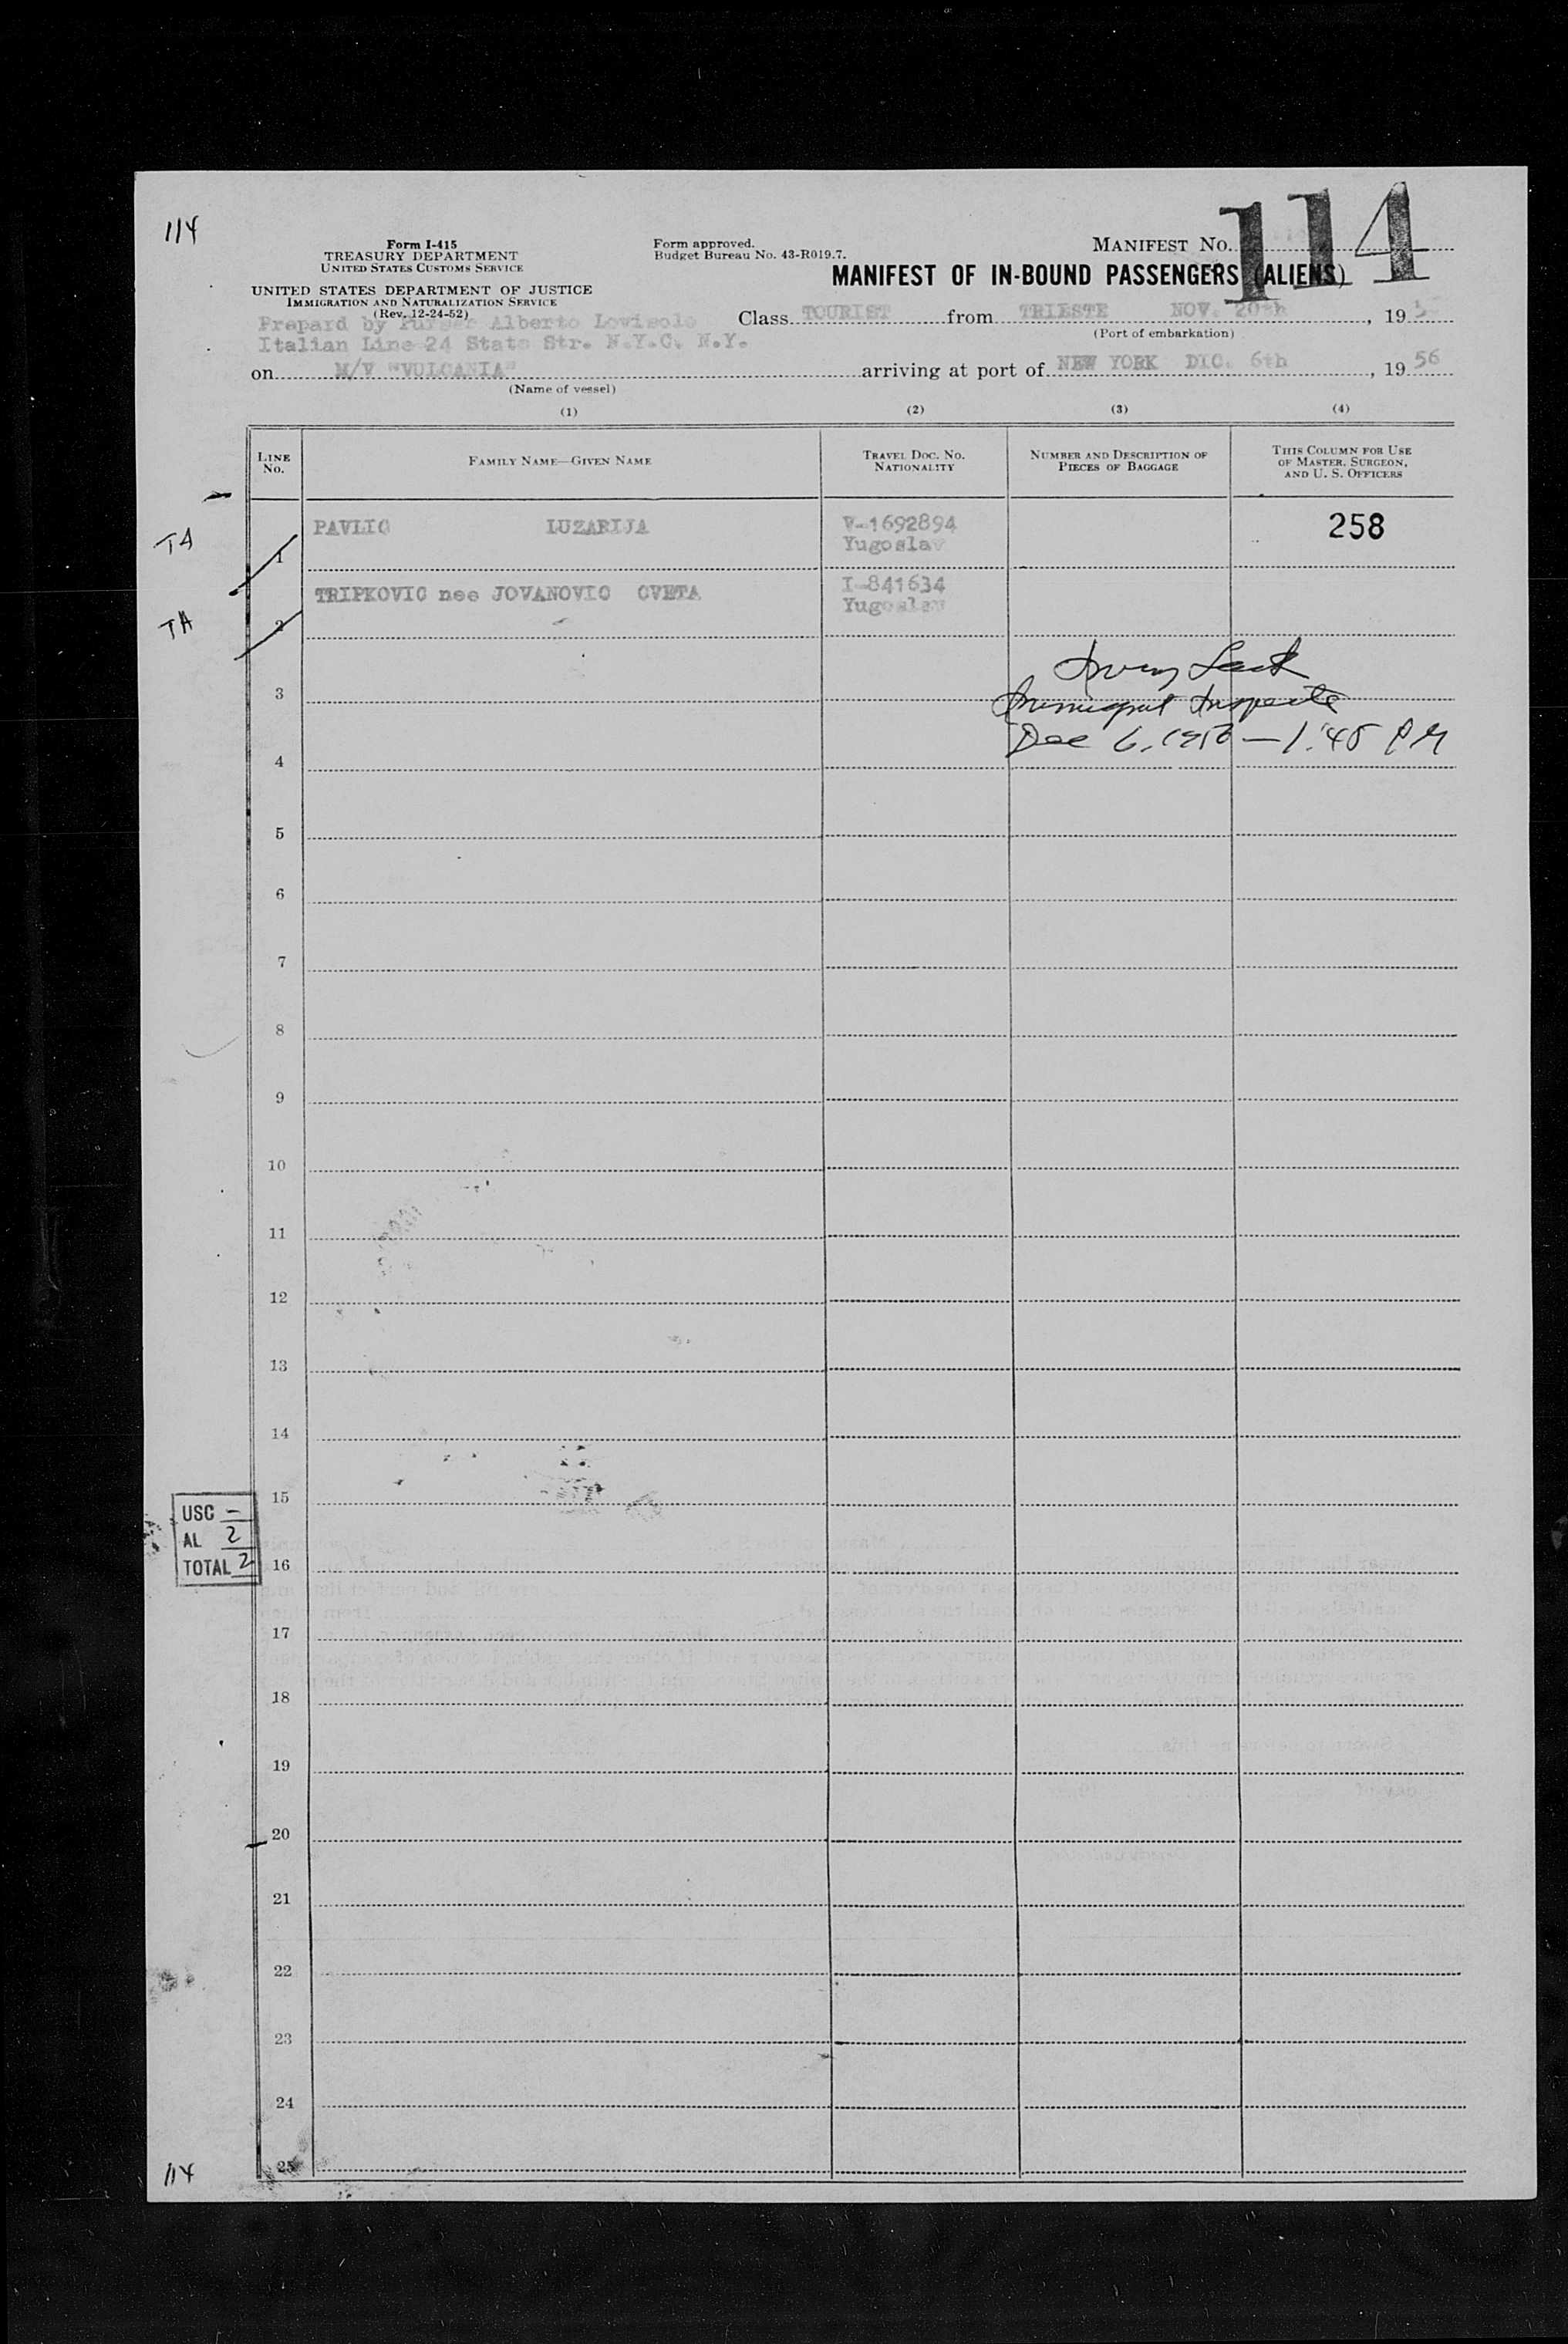 114
Form I-415
TREASURY DEPARTMENT
UNITED STATES CUSTOMS SERVICE
UNITED STATES DEPARTMENT OF JUSTICE
IMMIGRATION AND NATURALIZATION SERVICE
(Rev. 12-24-52)
Form approved.
Budget Bureau No. 43-R019.7.
MANIFEST NO. 114
MANIFEST OF IN-BOUND PASSENGERS (ALIENS)
Prepard by Purser Alberto Lovisolo
Italian Line 24 State Str. N.Y.C. N.Y.
Class TOURIST from TRIESTE NOV. 20th, 195
(Port of embarkation)
on M/V "VULCANIA" arriving at port of NEW YORK DIC. 6th, 1956
(Name of vessel)
(1) (2) (3) (4)
LINE NO.
FAMILY NAME—GIVEN NAME
TRAVEL DOC. NO. NATIONALITY
NUMBER AND DESCRIPTION OF PIECES OF BAGGAGE
THIS COLUMN FOR USE OF MASTER, SURGEON, AND U. S. OFFICERS
TA 1 PAVLIC LUZARIJA V-1692894 258
Yugoslav
TA 2 TRIPKOVIC nee JOVANOVIC CVETA I-841634
Yugoslav
3
Immigrant Inspector
Dec 6, 1956 — 1:45 PM
4
5
6
7
8
9
10
11
12
13
14
15
USC –
AL 2
TOTAL 2
16
17
18
19
20
21
22
23
24
25
114